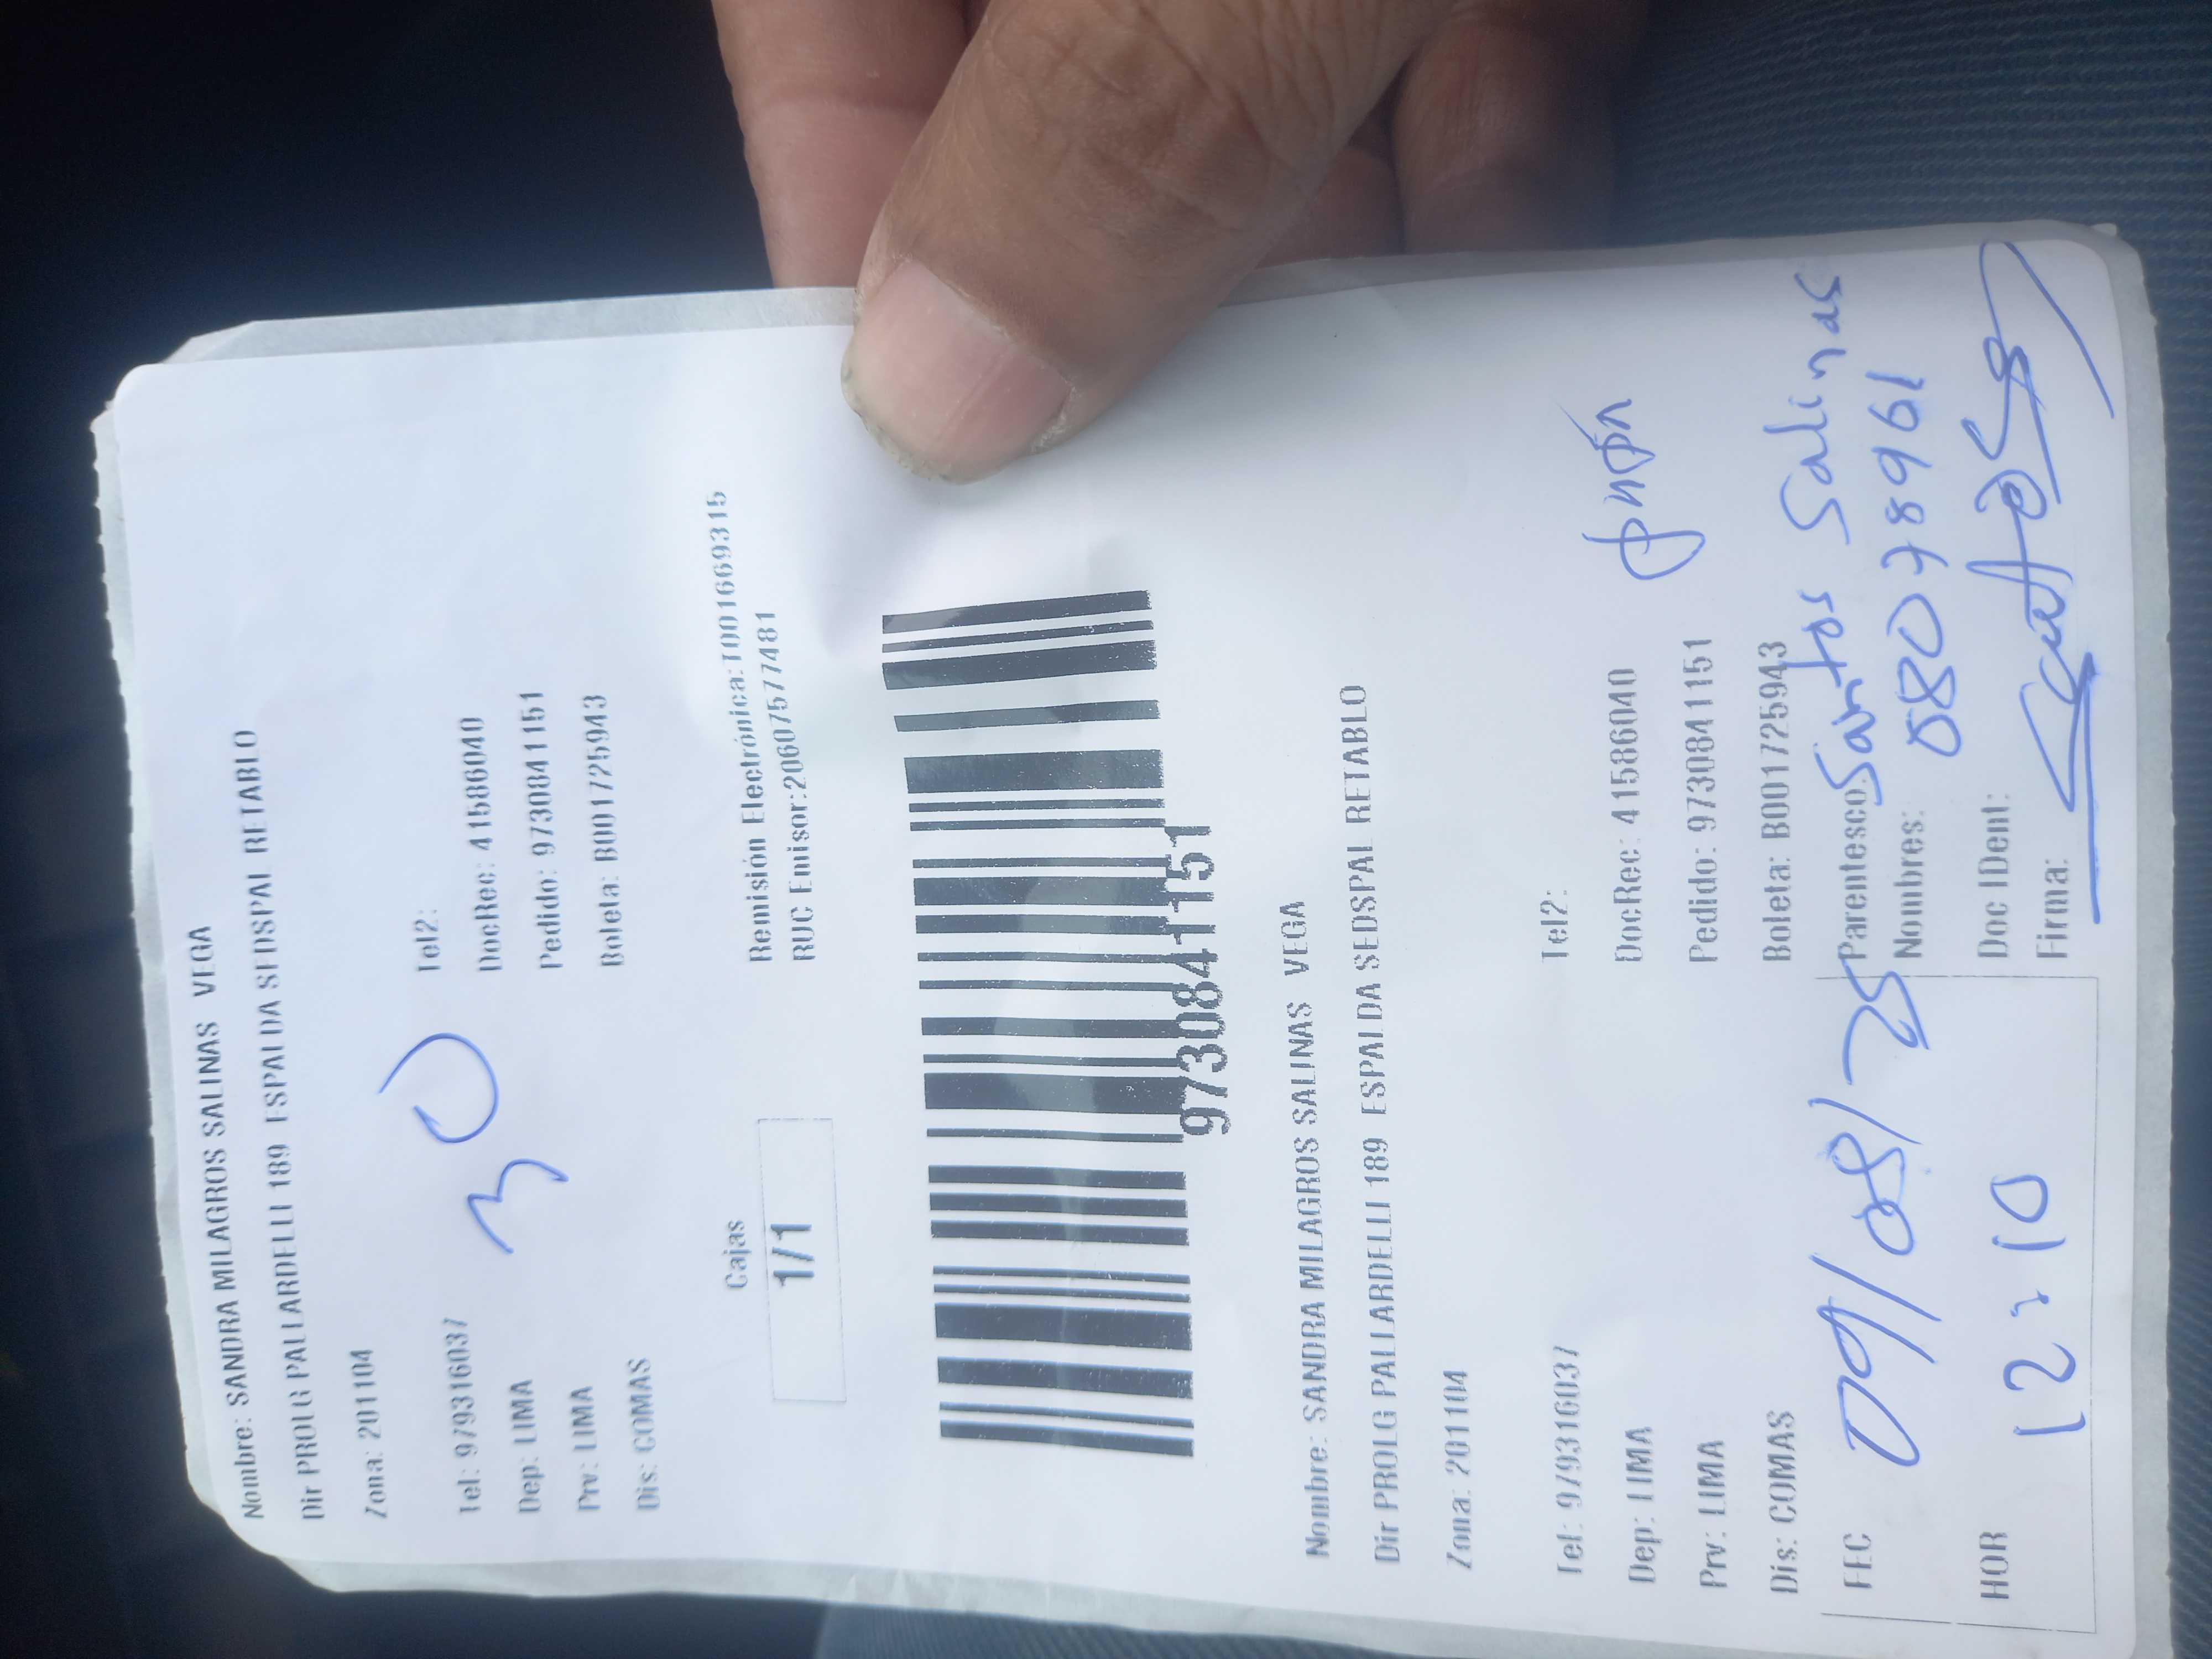 Nombre: SANDRA MILAGROS SALINAS VEGA
Dir PROLG PALLARDELLI 189 ESPALDA SEDSPAL RETABLO
Zona: 201104
Tel: 979316037 Tel2:
30
Dep: LIMA DocRec: 41586040
Prv: LIMA Pedido: 9730841151
Dis: COMAS Boleta: B001725943
Cajas Remisión Electrónica:T001669315
1/1 RUC Emisor:20607577481
9730841151
Nombre: SANDRA MILAGROS SALINAS VEGA
Dir PROLG PALLARDELLI 189 ESPALDA SEDSPAL RETABLO
Zona: 201104
Tel: 979316037 Tel2:
Dep: LIMA DocRec: 41586040
Prv: LIMA Pedido: 9730841151
Dis: COMAS Boleta: B001725943
FEC 09/08/25 Parentesco: Santos Salinas
Nombres: 08078961
HOR 12:10 Doc IDent:
Firma: